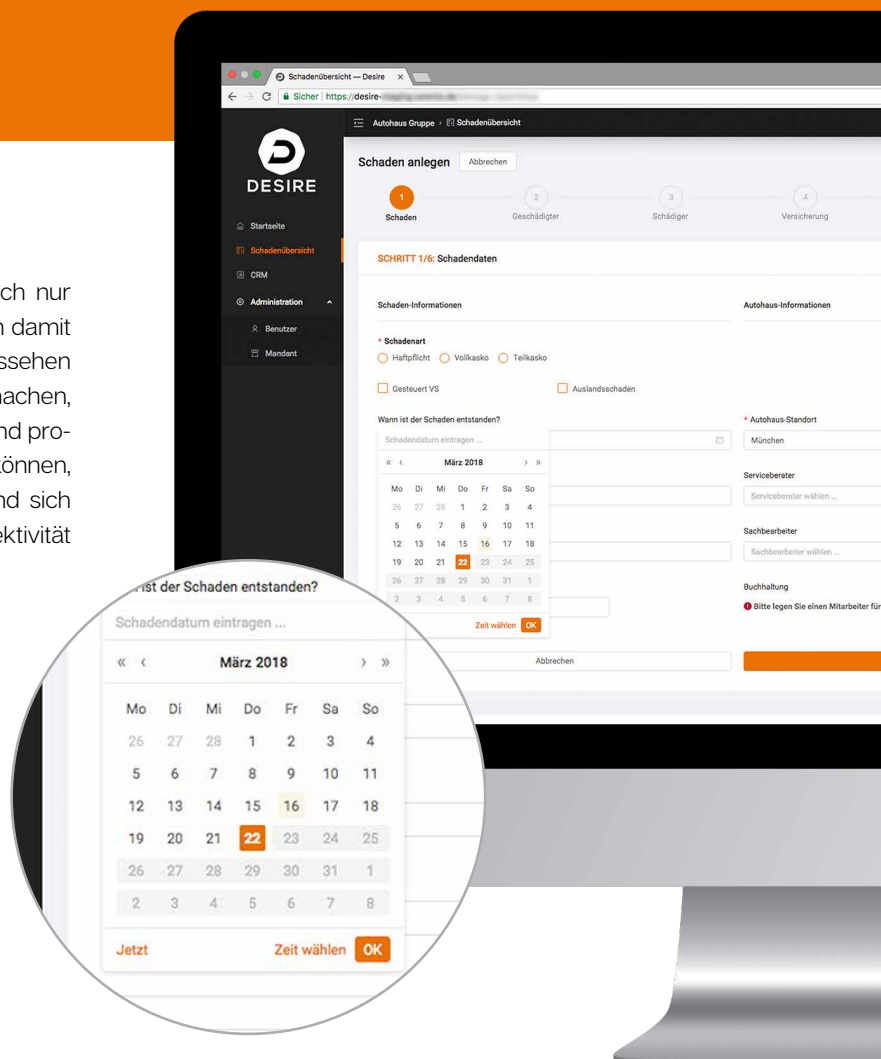 Schadenübersicht — Desire
Sicher | https://desire-
DESIRE
Startseite
Schadenübersicht
CRM
Administration
Benutzer
Mandant
Autohaus Gruppe › Schadenübersicht
Schaden anlegen Abbrechen
1 2 3 4
Schaden Geschädigter Schädiger Versicherung
SCHRITT 1/6: Schadendaten
Schaden-Informationen
* Schadenart
Haftpflicht Vollkasko Teilkasko
Gesteuert VS Auslandsschaden
Wann ist der Schaden entstanden?
Schadendatum eintragen ...
« ‹ März 2018 › »
Mo Di Mi Do Fr Sa So
26 27 28 1 2 3 4
5 6 7 8 9 10 11
12 13 14 15 16 17 18
19 20 21 22 23 24 25
26 27 28 29 30 31 1
2 3 4 5 6 7 8
Zeit wählen OK
Abbrechen
Autohaus-Informationen
* Autohaus-Standort
München
Serviceberater
Serviceberater wählen ...
Sachbearbeiter
Sachbearbeiter wählen ...
Buchhaltung
Bitte legen Sie einen Mitarbeiter für
ch nur
damit
ssehen
achen,
nd pro-
können,
nd sich
ektivität
ist der Schaden entstanden?
Schadendatum eintragen ...
« ‹ März 2018 › »
Mo Di Mi Do Fr Sa So
26 27 28 1 2 3 4
5 6 7 8 9 10 11
12 13 14 15 16 17 18
19 20 21 22 23 24 25
26 27 28 29 30 31 1
2 3 4 5 6 7 8
Jetzt Zeit wählen OK